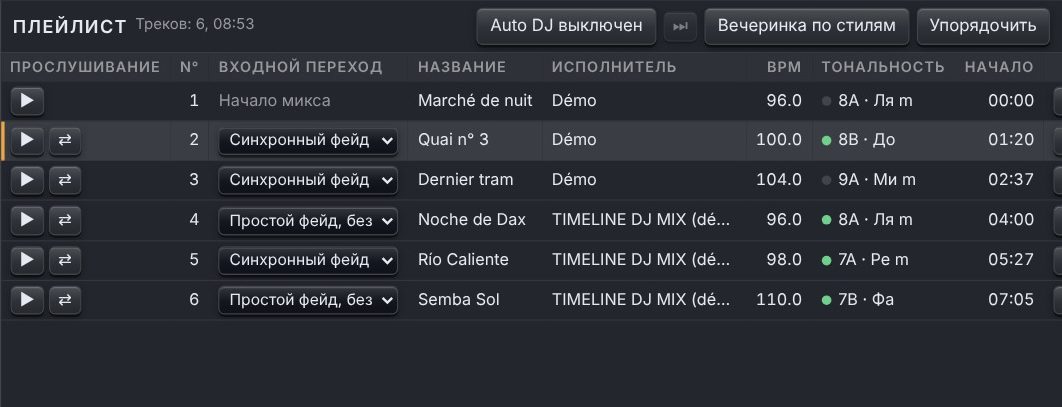 ПЛЕЙЛИСТ Треков: 6, 08:53 Auto DJ выключен Вечеринка по стилям Упорядочить
ПРОСЛУШИВАНИЕ N° ВХОДНОЙ ПЕРЕХОД НАЗВАНИЕ ИСПОЛНИТЕЛЬ BPM ТОНАЛЬНОСТЬ НАЧАЛО
1 Начало микса Marché de nuit Démo 96.0 8A · Ля m 00:00
2 Синхронный фейд Quai n° 3 Démo 100.0 8B · До 01:20
3 Синхронный фейд Dernier tram Démo 104.0 9A · Ми m 02:37
4 Простой фейд, без Noche de Dax TIMELINE DJ MIX (dé... 96.0 8A · Ля m 04:00
5 Синхронный фейд Río Caliente TIMELINE DJ MIX (dé... 98.0 7A · Ре m 05:27
6 Простой фейд, без Semba Sol TIMELINE DJ MIX (dé... 110.0 7B · Фа 07:05